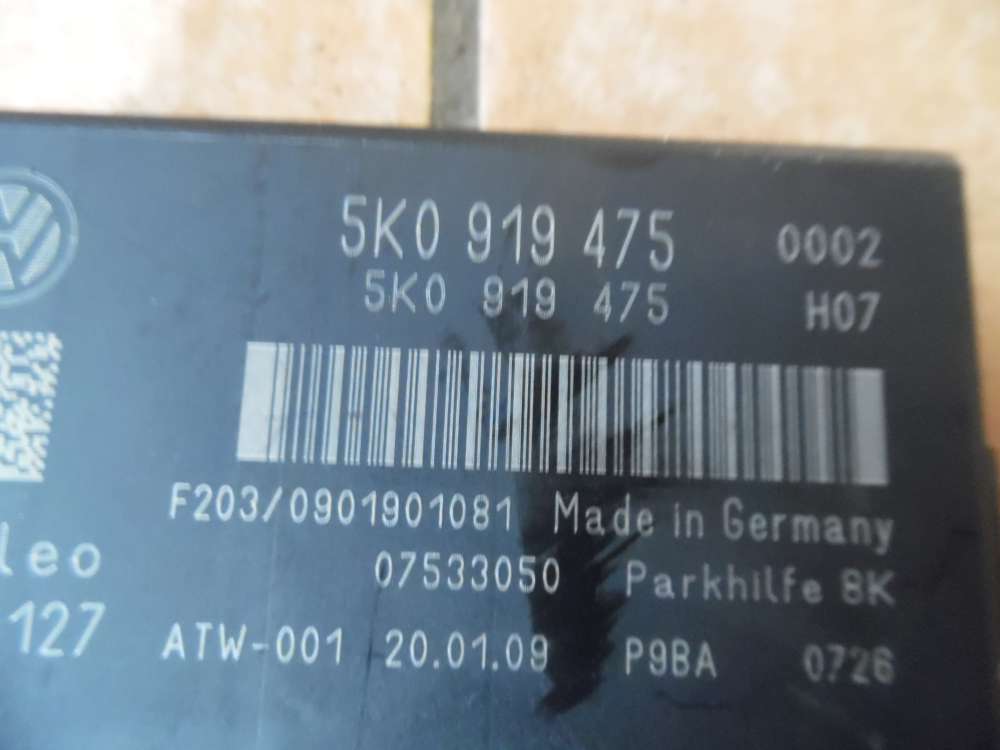 5K0 919 475 0002
5K0 919 475 H07
F203/0901901081 Made in Germany
leo 07533050 Parkhilfe 8K
127 ATW-001 20.01.09 P9BA 0726